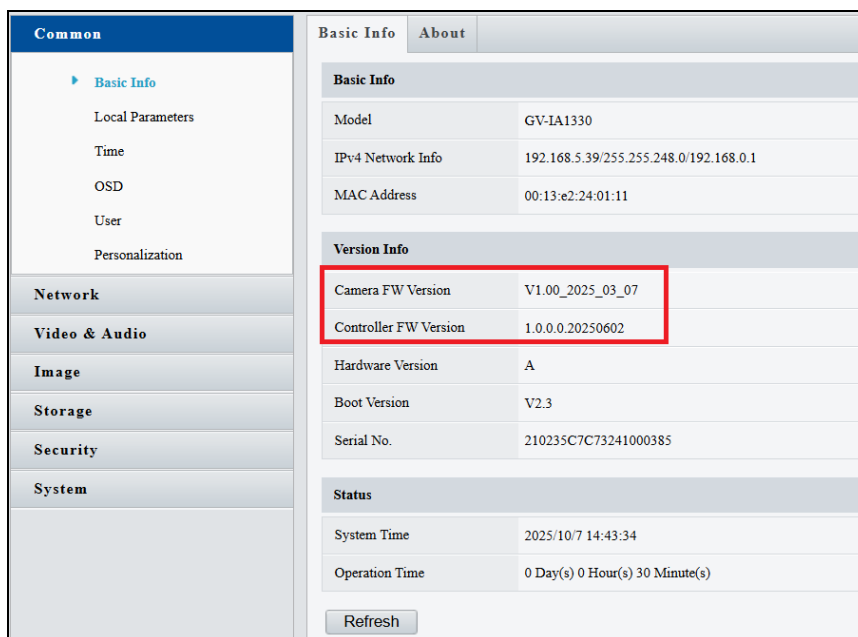 Common
Basic Info
Local Parameters
Time
OSD
User
Personalization
Network
Video & Audio
Image
Storage
Security
System
Basic Info About
Basic Info
Model GV-IA1330
IPv4 Network Info 192.168.5.39/255.255.248.0/192.168.0.1
MAC Address 00:13:e2:24:01:11
Version Info
Camera FW Version V1.00_2025_03_07
Controller FW Version 1.0.0.0.20250602
Hardware Version A
Boot Version V2.3
Serial No. 210235C7C73241000385
Status
System Time 2025/10/7 14:43:34
Operation Time 0 Day(s) 0 Hour(s) 30 Minute(s)
Refresh